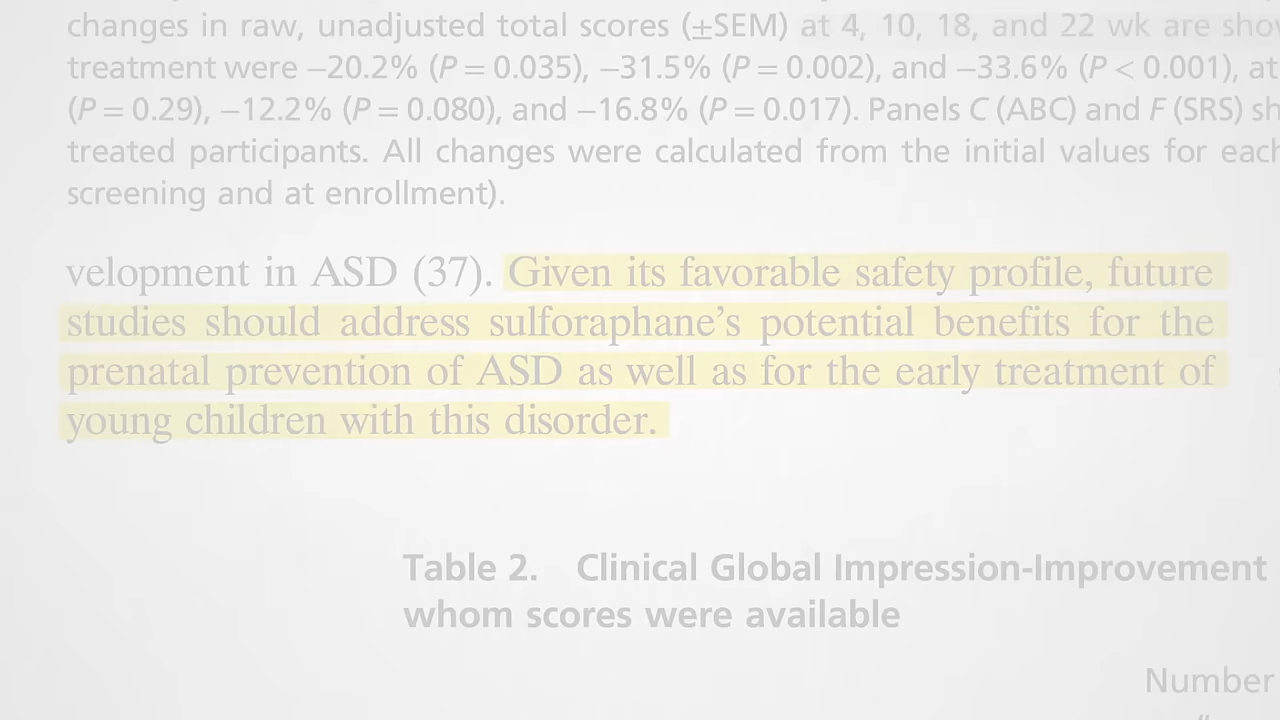 changes in raw, unadjusted total scores (±SEM) at 4, 10, 18, and 22 wk are
treatment were −20.2% (P = 0.035), −31.5% (P = 0.002), and −33.6% (P < 0.001), at
(P = 0.29), −12.2% (P = 0.080), and −16.8% (P = 0.017). Panels C (ABC) and F (SRS)
treated participants. All changes were calculated from the initial values for
screening and at enrollment).
velopment in ASD (37). Given its favorable safety profile, future
studies should address sulforaphane’s potential benefits for the
prenatal prevention of ASD as well as for the early treatment of
young children with this disorder.
Table 2. Clinical Global Impression-Improvement
whom scores were available
Number